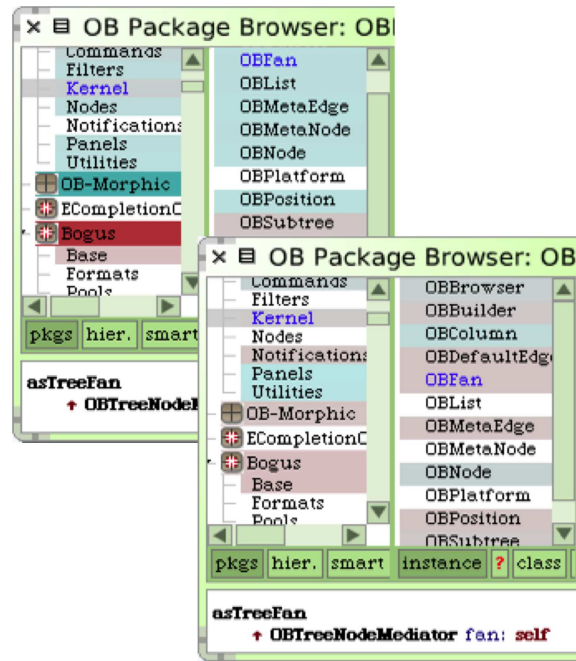 OB Package Browser: OB
Commands
Filters
Kernel
Nodes
Notifications
Panels
Utilities
OB-Morphic
ECompletionC
Bogus
Base
Formats
Pools
OBFan
OBList
OBMetaEdge
OBMetaNode
OBNode
OBPlatform
OBPosition
OBSubtree
pkgs hier. smart
asTreeFan
↑ OBTreeNodeM
OB Package Browser: OB
Commands
Filters
Kernel
Nodes
Notifications
Panels
Utilities
OB-Morphic
ECompletionC
Bogus
Base
Formats
Pools
OBBrowser
OBBuilder
OBColumn
OBDefaultEdge
OBFan
OBList
OBMetaEdge
OBMetaNode
OBNode
OBPlatform
OBPosition
OBSubtree
pkgs hier. smart instance ? class
asTreeFan
↑ OBTreeNodeMediator fan: self